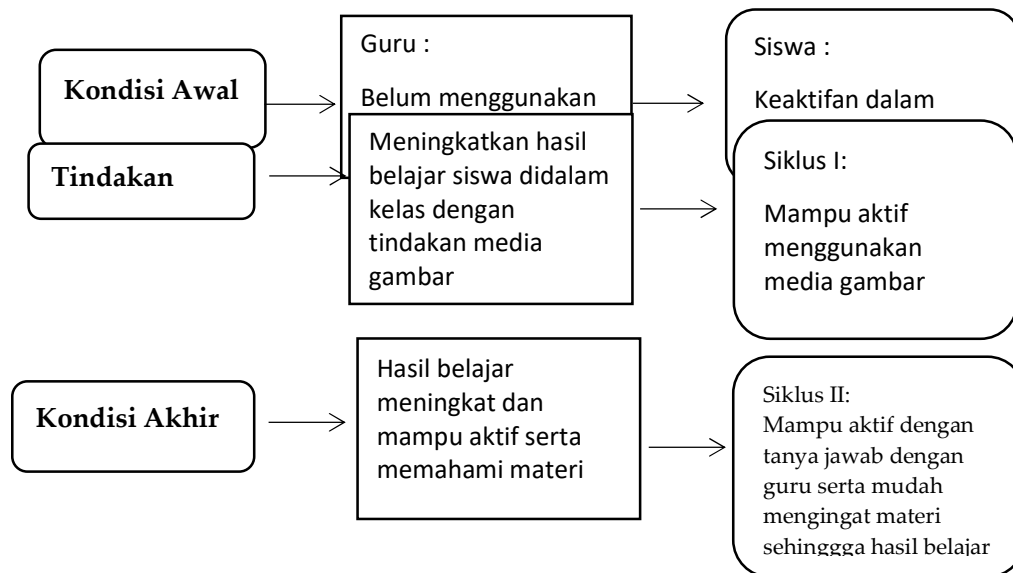 Kondisi Awal
Guru :
Belum menggunakan
Siswa :
Keaktifan dalam
Tindakan
Meningkatkan hasil
belajar siswa didalam
kelas dengan
tindakan media
gambar
Siklus I:
Mampu aktif
menggunakan
media gambar
Kondisi Akhir
Hasil belajar
meningkat dan
mampu aktif serta
memahami materi
Siklus II:
Mampu aktif dengan
tanya jawab dengan
guru serta mudah
mengingat materi
sehinggga hasil belajar